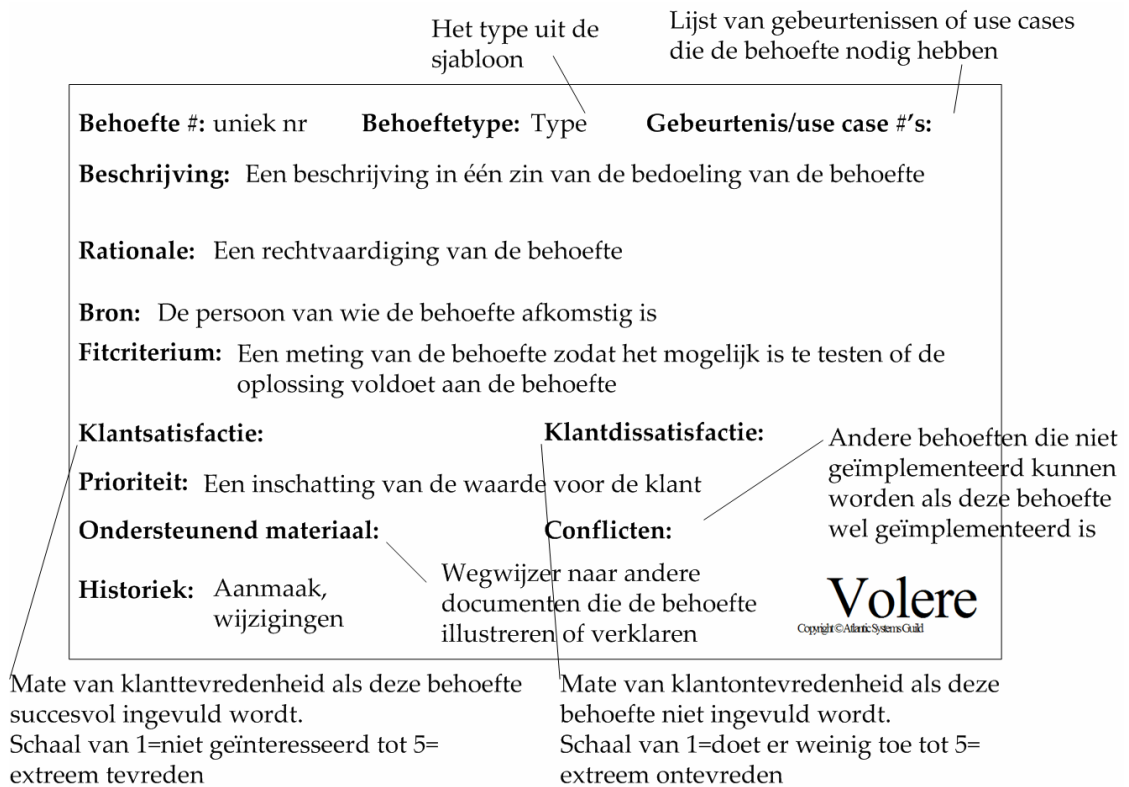 Het type uit de
sjabloon
Lijst van gebeurtenissen of use cases
die de behoefte nodig hebben
Behoefte #: uniek nr Behoeftetype: Type Gebeurtenis/use case #'s:
Beschrijving: Een beschrijving in één zin van de bedoeling van de behoefte
Rationale: Een rechtvaardiging van de behoefte
Bron: De persoon van wie de behoefte afkomstig is
Fitcriterium: Een meting van de behoefte zodat het mogelijk is te testen of de
oplossing voldoet aan de behoefte
Klantsatisfactie: Klantdissatisfactie:
Prioriteit: Een inschatting van de waarde voor de klant
Ondersteunend materiaal: Conflicten:
Andere behoeften die niet
geïmplementeerd kunnen
worden als deze behoefte
wel geïmplementeerd is
Historiek: Aanmaak,
wijzigingen
Wegwijzer naar andere
documenten die de behoefte
illustreren of verklaren
Volere
Copyright © Atlantic Systems Guild
Mate van klanttevredenheid als deze behoefte
succesvol ingevuld wordt.
Schaal van 1=niet geïnteresseerd tot 5=
extreem tevreden
Mate van klantontevredenheid als deze
behoefte niet ingevuld wordt.
Schaal van 1=doet er weinig toe tot 5=
extreem ontevreden